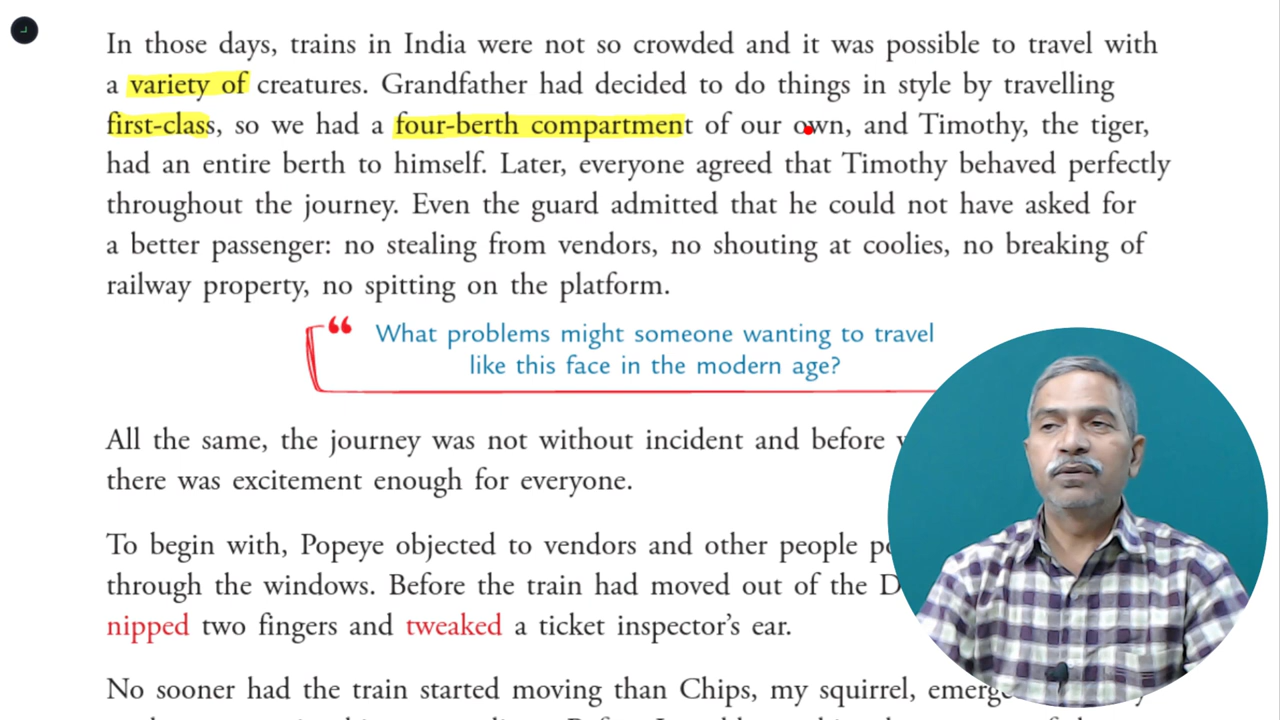 In those days, trains in India were not so crowded and it was possible to travel with
a variety of creatures. Grandfather had decided to do things in style by travelling
first-class, so we had a four-berth compartment of our own, and Timothy, the tiger,
had an entire berth to himself. Later, everyone agreed that Timothy behaved perfectly
throughout the journey. Even the guard admitted that he could not have asked for
a better passenger: no stealing from vendors, no shouting at coolies, no breaking of
railway property, no spitting on the platform.
“ What problems might someone wanting to travel
like this face in the modern age?
All the same, the journey was not without incident and before
there was excitement enough for everyone.
To begin with, Popeye objected to vendors and other people
through the windows. Before the train had moved out of the
nipped two fingers and tweaked a ticket inspector’s ear.
No sooner had the train started moving than Chips, my squirrel,